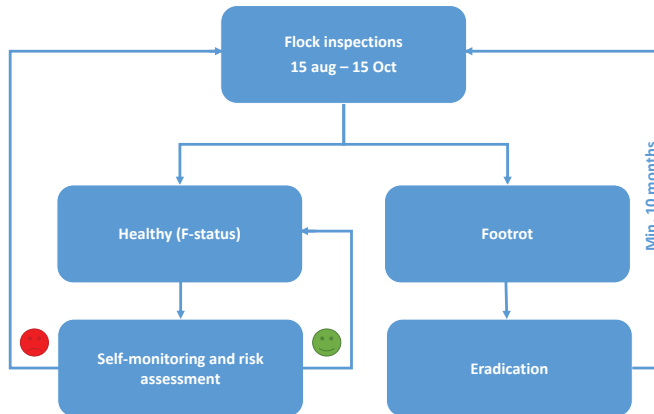 Flock inspections
15 aug – 15 Oct
Healthy (F-status)
Footrot
Min. 10 months
Self-monitoring and risk
assessment
Eradication